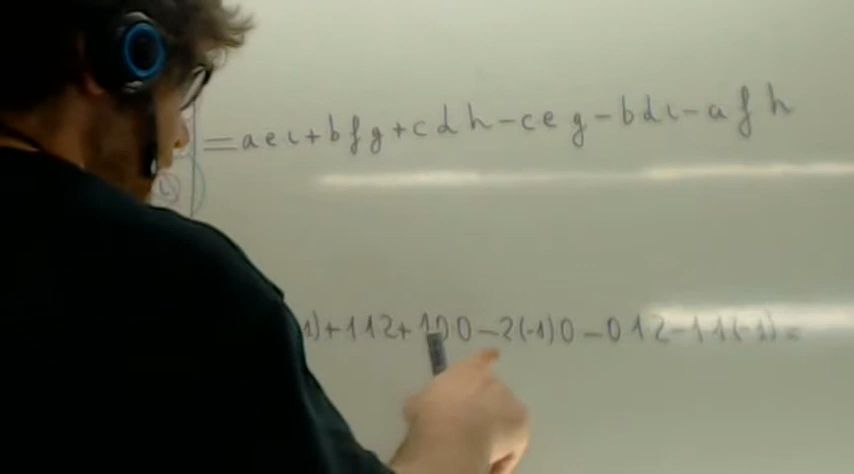 =aei+bfg+cdh-ceg-bdi-afh
1)+112+100-2(-1)0-012-11(-1)=